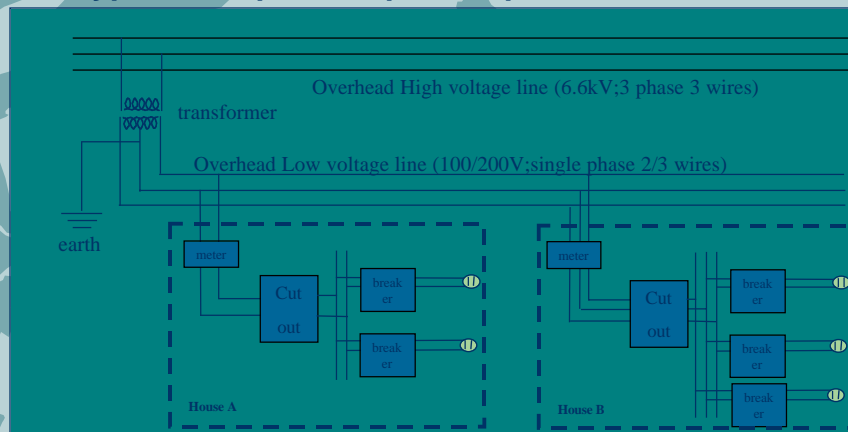 Overhead High voltage line (6.6kV;3 phase 3 wires)
transformer
Overhead Low voltage line (100/200V;single phase 2/3 wires)
earth
meter
Cut
out
break
er
break
er
House A
meter
Cut
out
break
er
break
er
break
er
House B